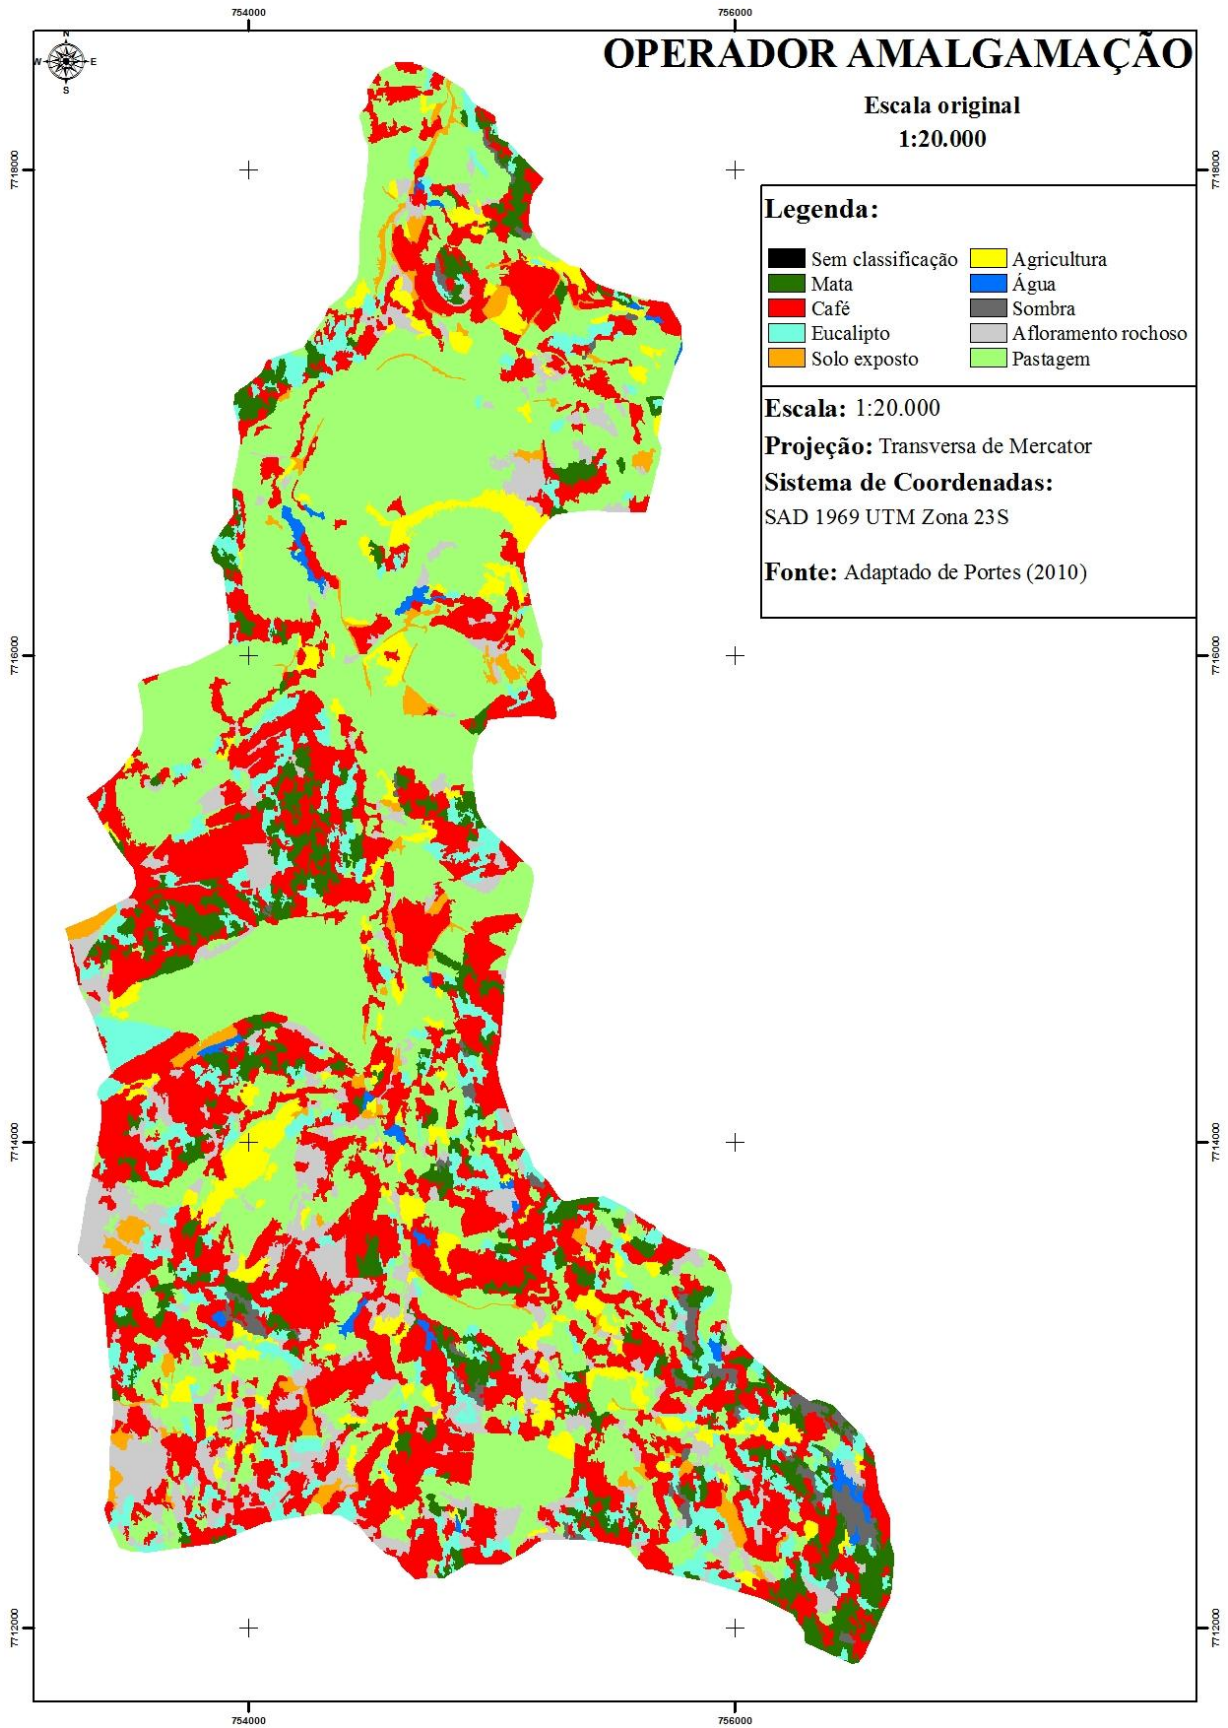 754000
756000
N
W
E
S
OPERADOR AMALGAMAÇÃO
Escala original
1:20.000
7718000
7718000
Legenda:
Sem classificação
Mata
Café
Eucalipto
Solo exposto
Agricultura
Água
Sombra
Afloramento rochoso
Pastagem
Escala: 1:20.000
Projeção: Transversa de Mercator
Sistema de Coordenadas:
SAD 1969 UTM Zona 23S
Fonte: Adaptado de Portes (2010)
7716000
7716000
7714000
7714000
7712000
7712000
754000
756000